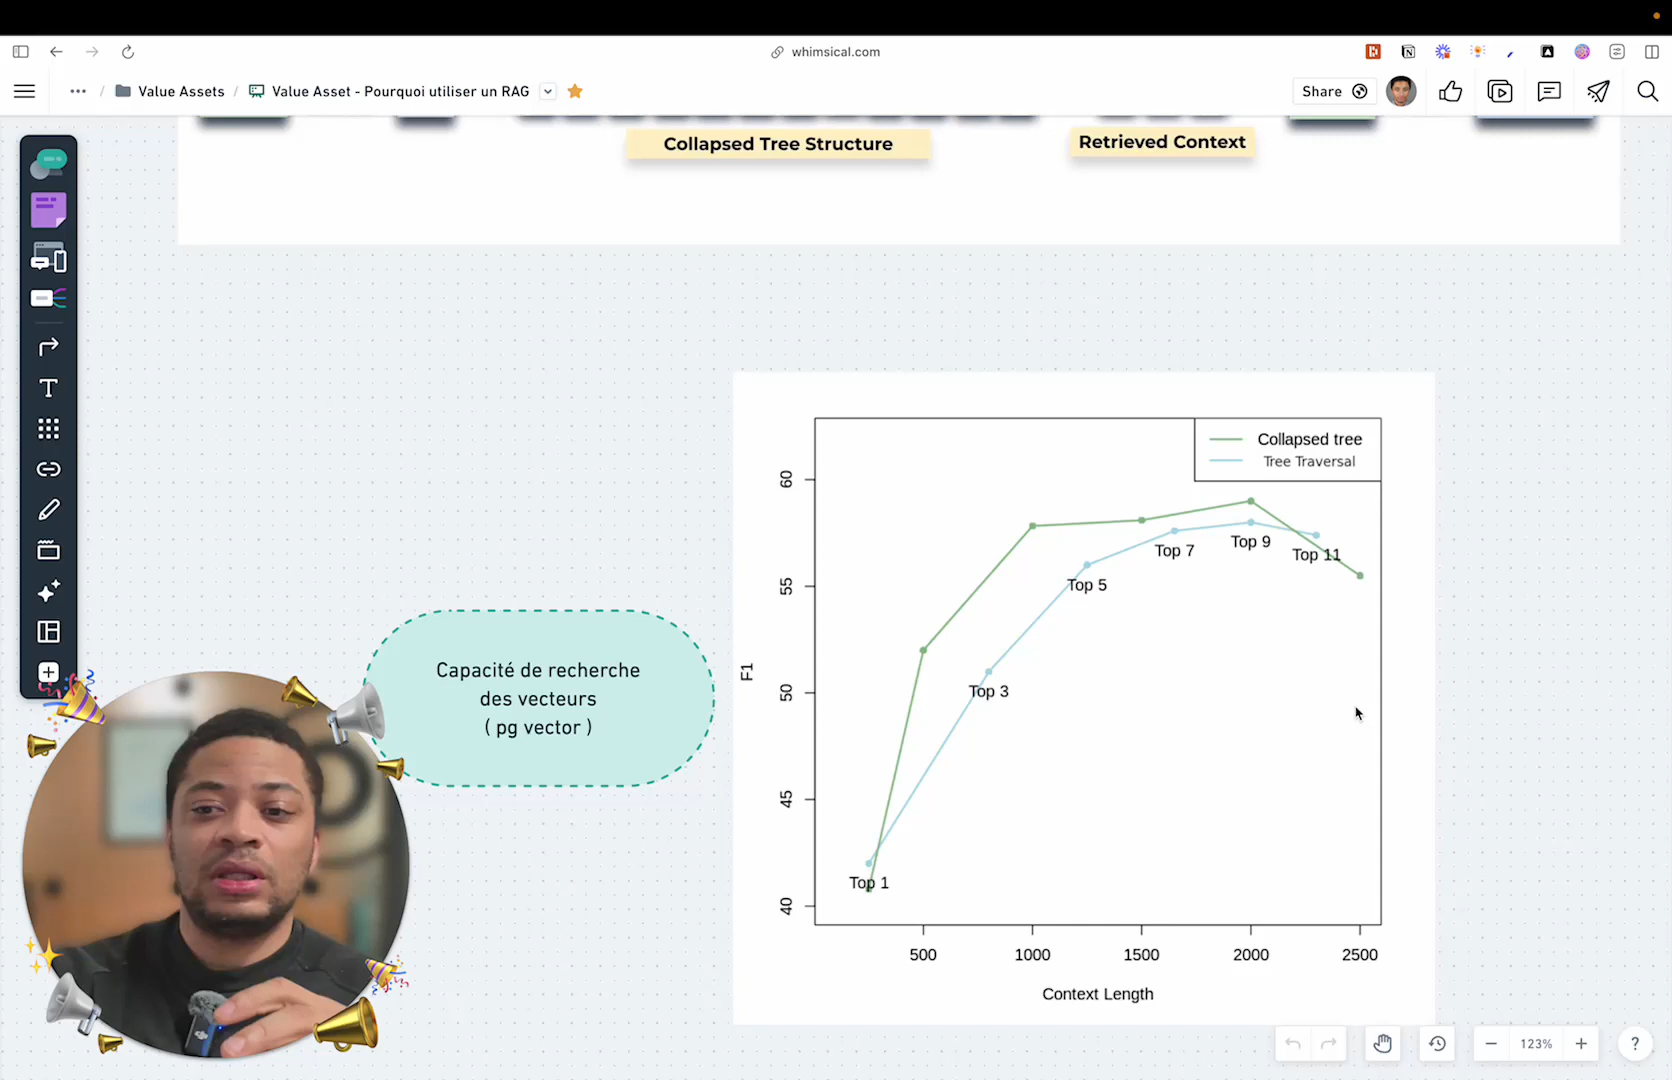 whimsical.com
Value Assets / Value Asset - Pourquoi utiliser un RAG
Share
Collapsed Tree Structure
Retrieved Context
Collapsed tree
Tree Traversal
60
55
50
45
40
F1
Top 1
Top 3
Top 5
Top 7
Top 9
Top 11
500
1000
1500
2000
2500
Context Length
Capacité de recherche
des vecteurs
( pg vector )
123%
?